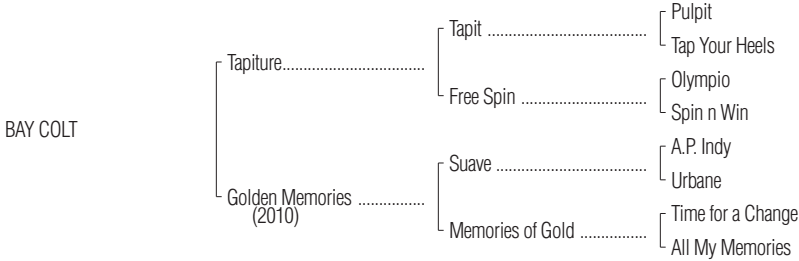 Pulpit
Tapit ................................
Tap Your Heels
Tapiture.............................
Olympio
Free Spin .........................
Spin n Win
BAY COLT
A.P. Indy
Suave ..............................
Urbane
Golden Memories ..............
(2010)
Time for a Change
Memories of Gold ..............
All My Memories